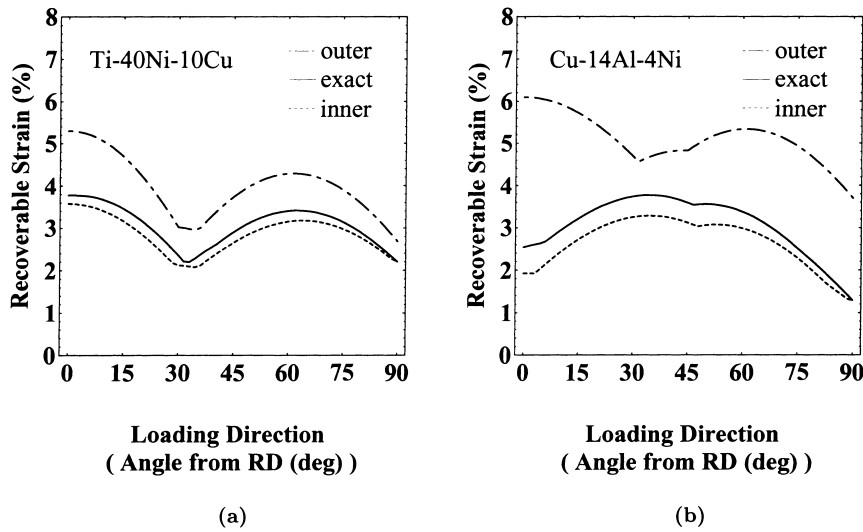 8
7
6
5
4
3
2
1
0
Recoverable Strain (%)
Ti-40Ni-10Cu
outer
exact
inner
0 15 30 45 60 75 90
Loading Direction
( Angle from RD (deg) )
(a)
8
7
6
5
4
3
2
1
0
Recoverable Strain (%)
Cu-14Al-4Ni
outer
exact
inner
0 15 30 45 60 75 90
Loading Direction
( Angle from RD (deg) )
(b)